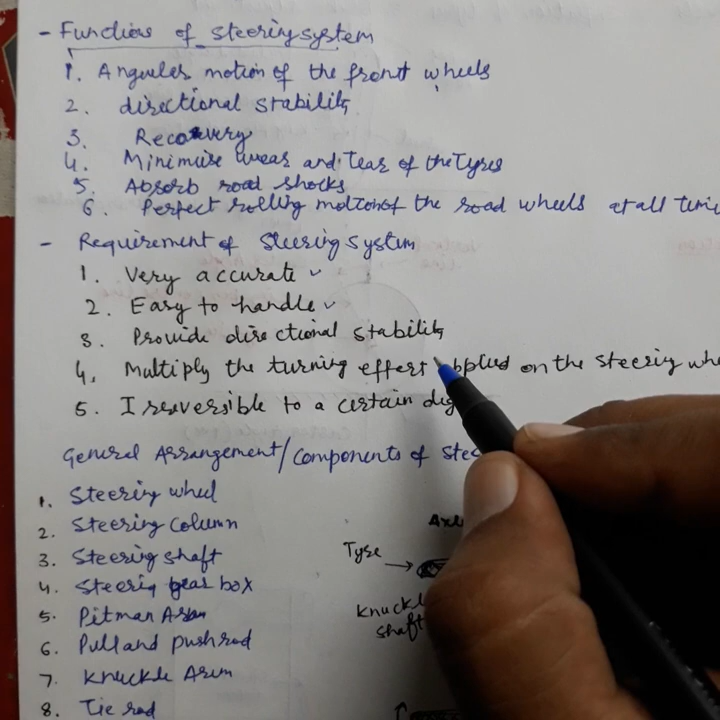 - Functions of steering system
1. Angular motion of the front wheels
2. directional stability
3. Recovery
4. Minimise wear and tear of the Tyres
5. Absorb road shocks
6. Perfect rolling motion of the road wheels at all
- Requirement of Steering System
1. Very accurate ✓
2. Easy to handle ✓
3. Provide directional stability
4. Multiply the turning effort applied on the steering
5. Irreversible to a certain
General Arrangement/Components of
1. Steering wheel
2. Steering Column
3. Steering shaft
4. Steering gear box
5. Pitman Arm
6. Pull and push rod
7. Knuckle Arm
8. Tie rod
Tyre
shaft